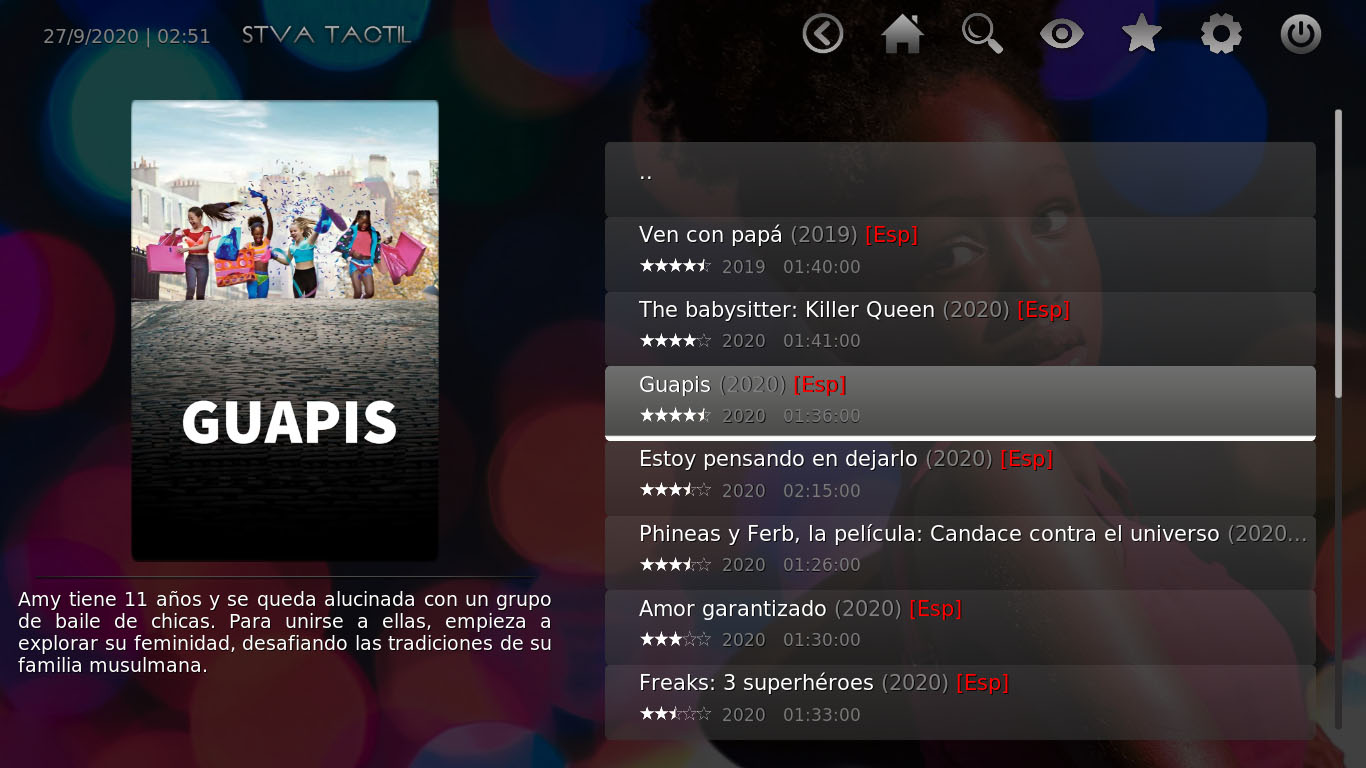 27/9/2020 | 02:51 STVA TACTIL
GUAPIS
Amy tiene 11 años y se queda alucinada con un grupo
de baile de chicas. Para unirse a ellas, empieza a
explorar su feminidad, desafiando las tradiciones de su
familia musulmana.
..
Ven con papá (2019) [Esp]
2019 01:40:00
The babysitter: Killer Queen (2020) [Esp]
2020 01:41:00
Guapis (2020) [Esp]
2020 01:36:00
Estoy pensando en dejarlo (2020) [Esp]
2020 02:15:00
Phineas y Ferb, la película: Candace contra el universo (2020...
2020 01:26:00
Amor garantizado (2020) [Esp]
2020 01:30:00
Freaks: 3 superhéroes (2020) [Esp]
2020 01:33:00